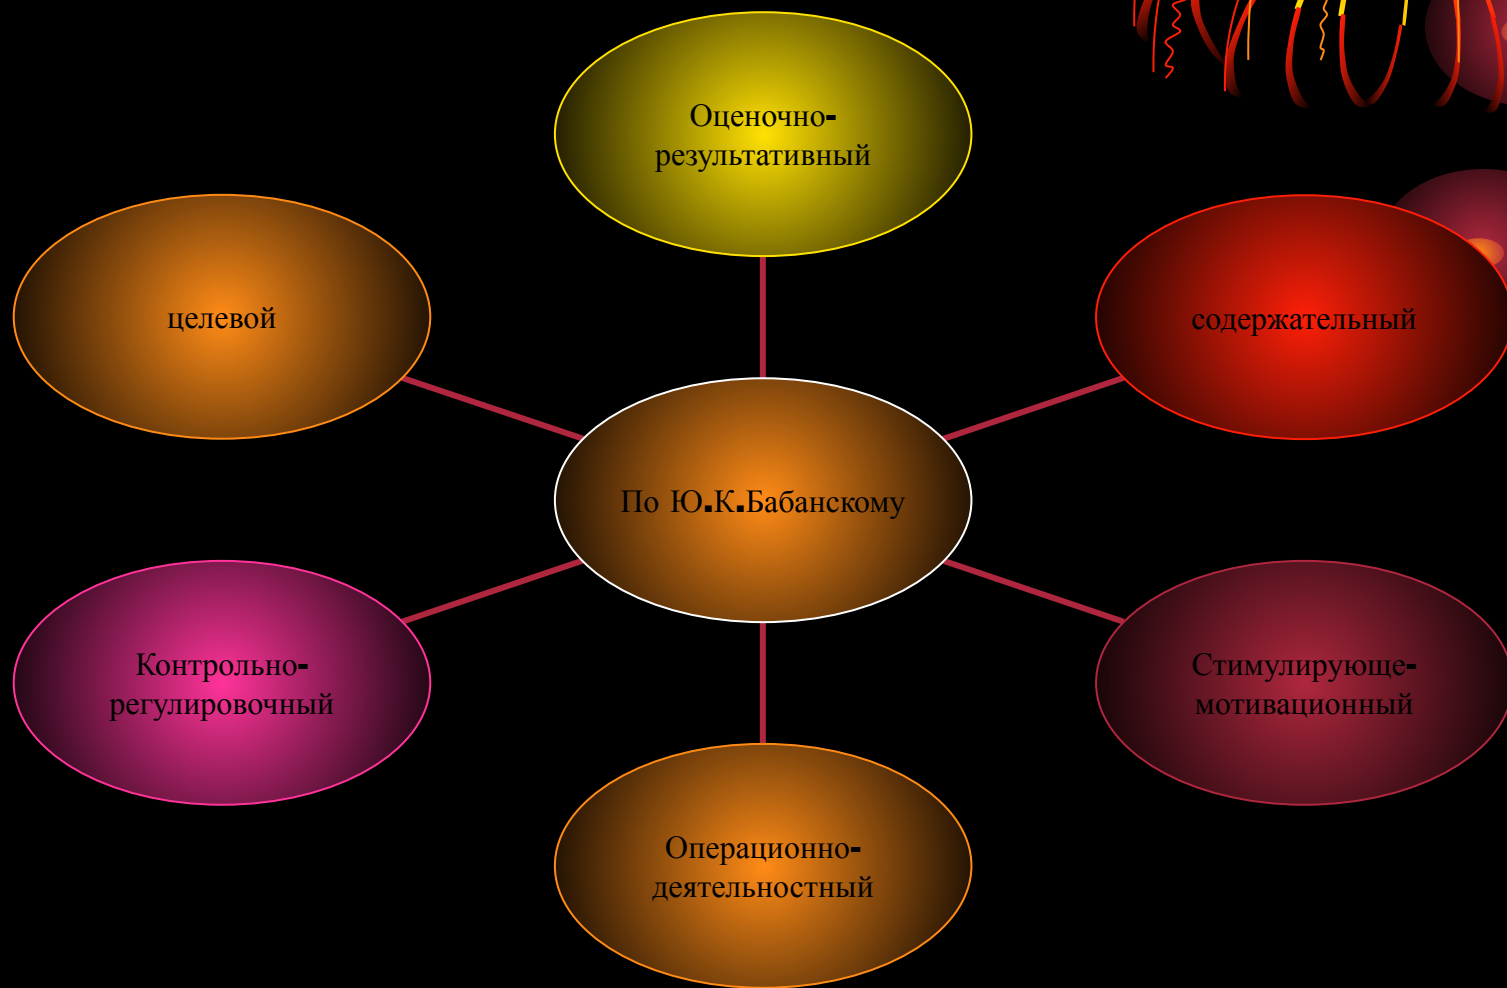 Оценочно-
результативный
целевой
содержательный
По Ю.К.Бабанскому
Контрольно-
регулировочный
Стимулирующе-
мотивационный
Операционно-
деятельностный